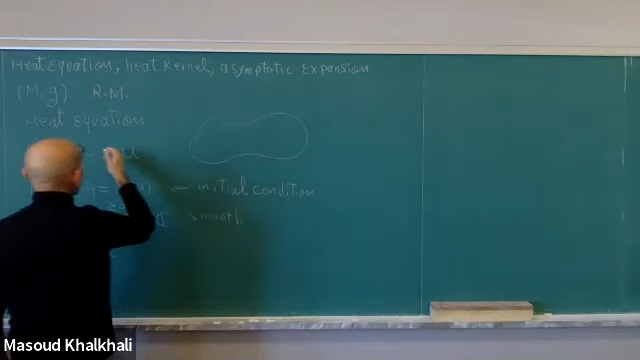 Heat Equation, heat Kernel, asymptotic Expansion
(M, g) R.M.
Heat Equation
u
← initial condition
smooth
Masoud Khalkhali